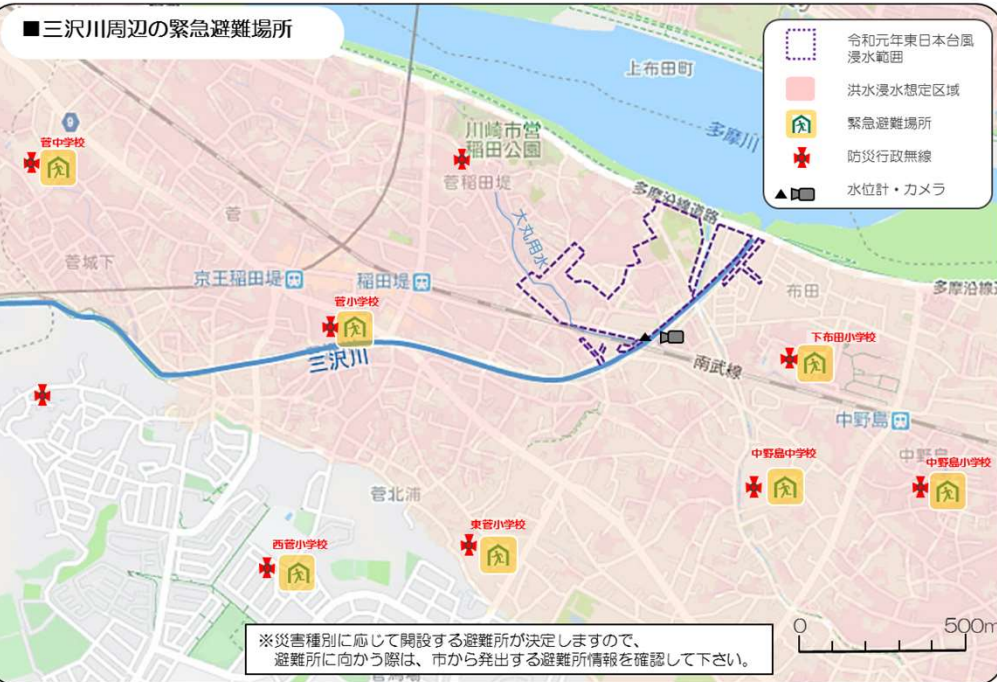 ■三沢川周辺の緊急避難場所
令和元年東日本台風
浸水範囲
洪水浸水想定区域
緊急避難場所
防災行政無線
水位計・カメラ
上布田町
多摩川
9
菅中学校
川崎市営
稲田公園
菅稲田堤
多摩沿線道路
菅
大丸用水
菅城下
京王稲田堤
稲田堤
布田
多摩沿線
菅小学校
三沢川
下布田小学校
南武線
中野島
中野島中学校
中野島小学校
菅北浦
東菅小学校
西菅小学校
※災害種別に応じて開設する避難所が決定しますので、
避難所に向かう際は、市から発出する避難所情報を確認して下さい。
0 500m